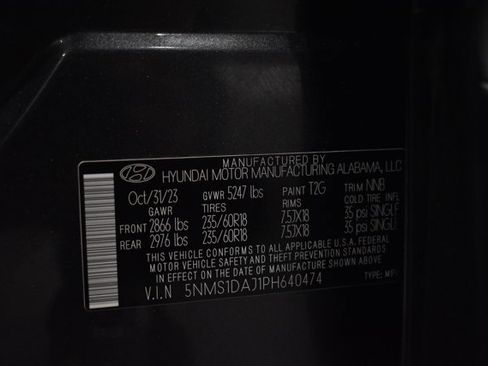 MANUFACTURED BY
HYUNDAI MOTOR MANUFACTURING ALABAMA, LLC
Oct/31/23 GVWR 5247 lbs PAINT T2G TRIM NNB
GAWR TIRES RIMS COLD TIRE INFL
FRONT 2866 lbs 235/60R18 7.5JX18 35 psi SINGLE
REAR 2976 lbs 235/60R18 7.5JX18 35 psi SINGLE
THIS VEHICLE CONFORMS TO ALL APPLICABLE U.S.A. FEDERAL
MOTOR VEHICLE SAFETY AND THEFT PREVENTION STANDARDS
IN EFFECT ON THE DATE OF MANUFACTURE SHOWN ABOVE.
V.I.N 5NMS1DAJ1PH640474 TYPE: MP